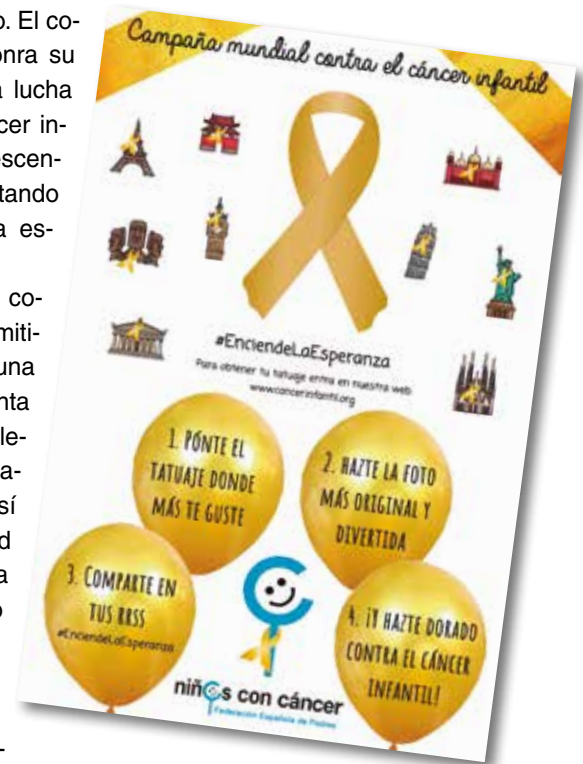 o. El co-
onra su
a lucha
cer in-
escen-
tando
a es-
co-
miti-
una
nta
le-
a-
sí
d
a
o
-
Campaña mundial contra el cáncer infantil
#EnciendeLaEsperanza
Para obtener tu tatuaje entra en nuestra web
www.cancerinfantil.org
1. PÓNTE EL
TATUAJE DONDE
MÁS TE GUSTE
2. HAZTE LA FOTO
MÁS ORIGINAL Y
DIVERTIDA
3. COMPARTE EN
TUS RRSS
#EnciendeLaEsperanza
4. ¡Y HAZTE DORADO
CONTRA EL CÁNCER
INFANTIL!
niños con cáncer
Federación Española de Padres